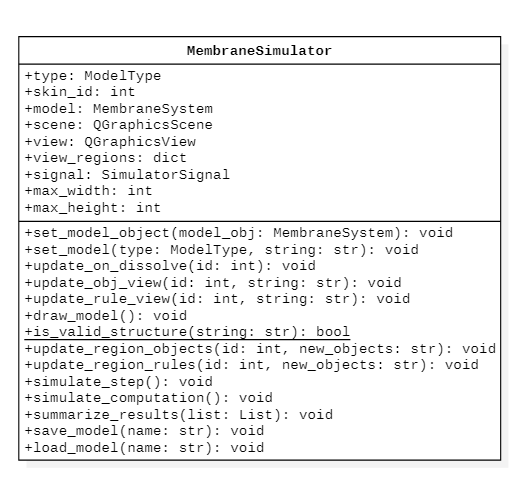 MembraneSimulator
+type: ModelType
+skin_id: int
+model: MembraneSystem
+scene: QGraphicsScene
+view: QGraphicsView
+view_regions: dict
+signal: SimulatorSignal
+max_width: int
+max_height: int
+set_model_object(model_obj: MembraneSystem): void
+set_model(type: ModelType, string: str): void
+update_on_dissolve(id: int): void
+update_obj_view(id: int, string: str): void
+update_rule_view(id: int, string: str): void
+draw_model(): void
+is_valid_structure(string: str): bool
+update_region_objects(id: int, new_objects: str): void
+update_region_rules(id: int, new_objects: str): void
+simulate_step(): void
+simulate_computation(): void
+summarize_results(list: List): void
+save_model(name: str): void
+load_model(name: str): void